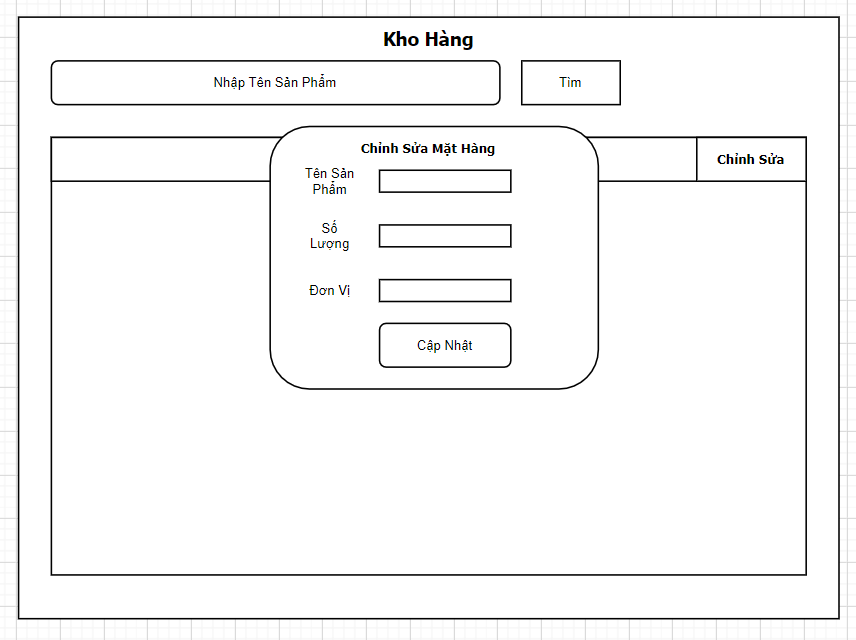 Kho Hàng
Nhập Tên Sản Phẩm
Tìm
Chỉnh Sửa Mặt Hàng
Chỉnh Sửa
Tên Sản
Phẩm
Số
Lượng
Đơn Vị
Cập Nhật